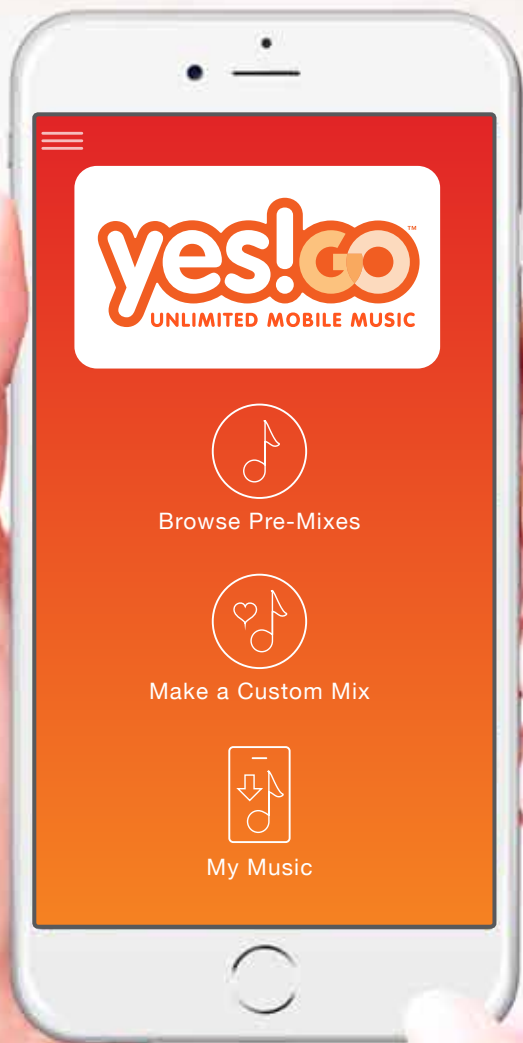 yes!GO™
UNLIMITED MOBILE MUSIC
Browse Pre-Mixes
Make a Custom Mix
My Music